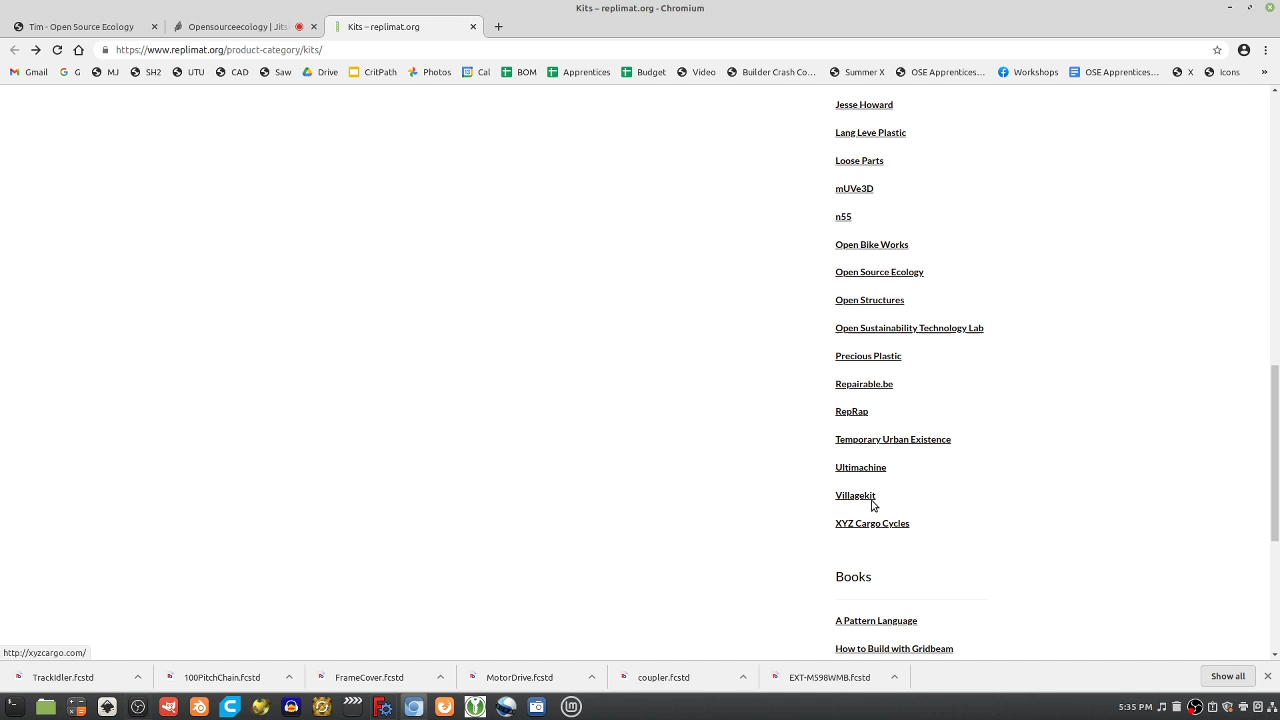 Kits – replimat.org - Chromium
Tim - Open Source Ecology
Opensourceecology | Jits
Kits – replimat.org
https://www.replimat.org/product-category/kits/
Gmail G MJ SH2 UTU CAD Saw Drive CritPath Photos Cal BOM Apprentices Budget Video Builder Crash Co... Summer X OSE Apprentices... Workshops OSE Apprentices... X Icons »
Jesse Howard
Lang Leve Plastic
Loose Parts
mUVe3D
n55
Open Bike Works
Open Source Ecology
Open Structures
Open Sustainability Technology Lab
Precious Plastic
Repairable.be
RepRap
Temporary Urban Existence
Ultimachine
Villagekit
XYZ Cargo Cycles
Books
A Pattern Language
How to Build with Gridbeam
http://xyzcargo.com/
TrackIdler.fcstd 100PitchChain.fcstd FrameCover.fcstd MotorDrive.fcstd coupler.fcstd EXT-M598WMB.fcstd Show all
5:35 PM